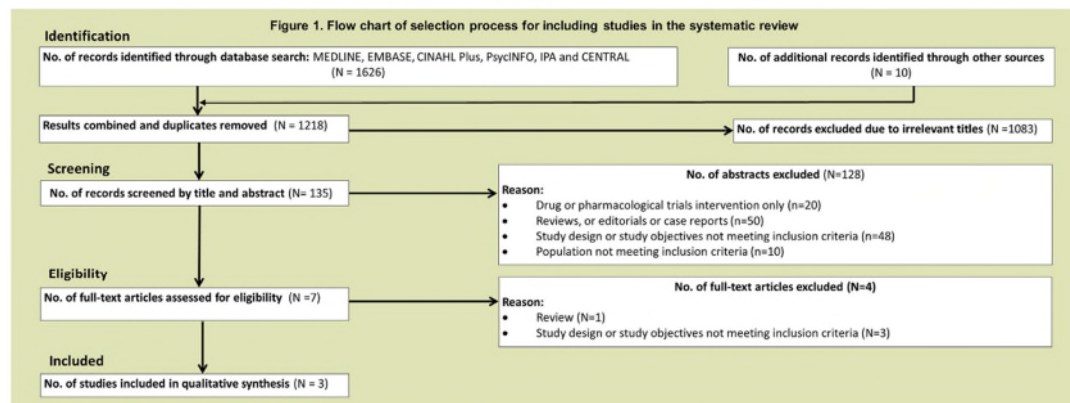 Figure 1. Flow chart of selection process for including studies in the systematic review
Identification
No. of records identified through database search: MEDLINE, EMBASE, CINAHL Plus, PsycINFO, IPA and CENTRAL
(N = 1626)
No. of additional records identified through other sources
(N = 10)
Results combined and duplicates removed (N = 1218)
No. of records excluded due to irrelevant titles (N =1083)
Screening
No. of records screened by title and abstract (N= 135)
No. of abstracts excluded (N=128)
Reason:
• Drug or pharmacological trials intervention only (n=20)
• Reviews, or editorials or case reports (n=50)
• Study design or study objectives not meeting inclusion criteria (n=48)
• Population not meeting inclusion criteria (n=10)
Eligibility
No. of full-text articles assessed for eligibility (N =7)
No. of full-text articles excluded (N=4)
Reason:
• Review (N=1)
• Study design or study objectives not meeting inclusion criteria (N=3)
Included
No. of studies included in qualitative synthesis (N = 3)